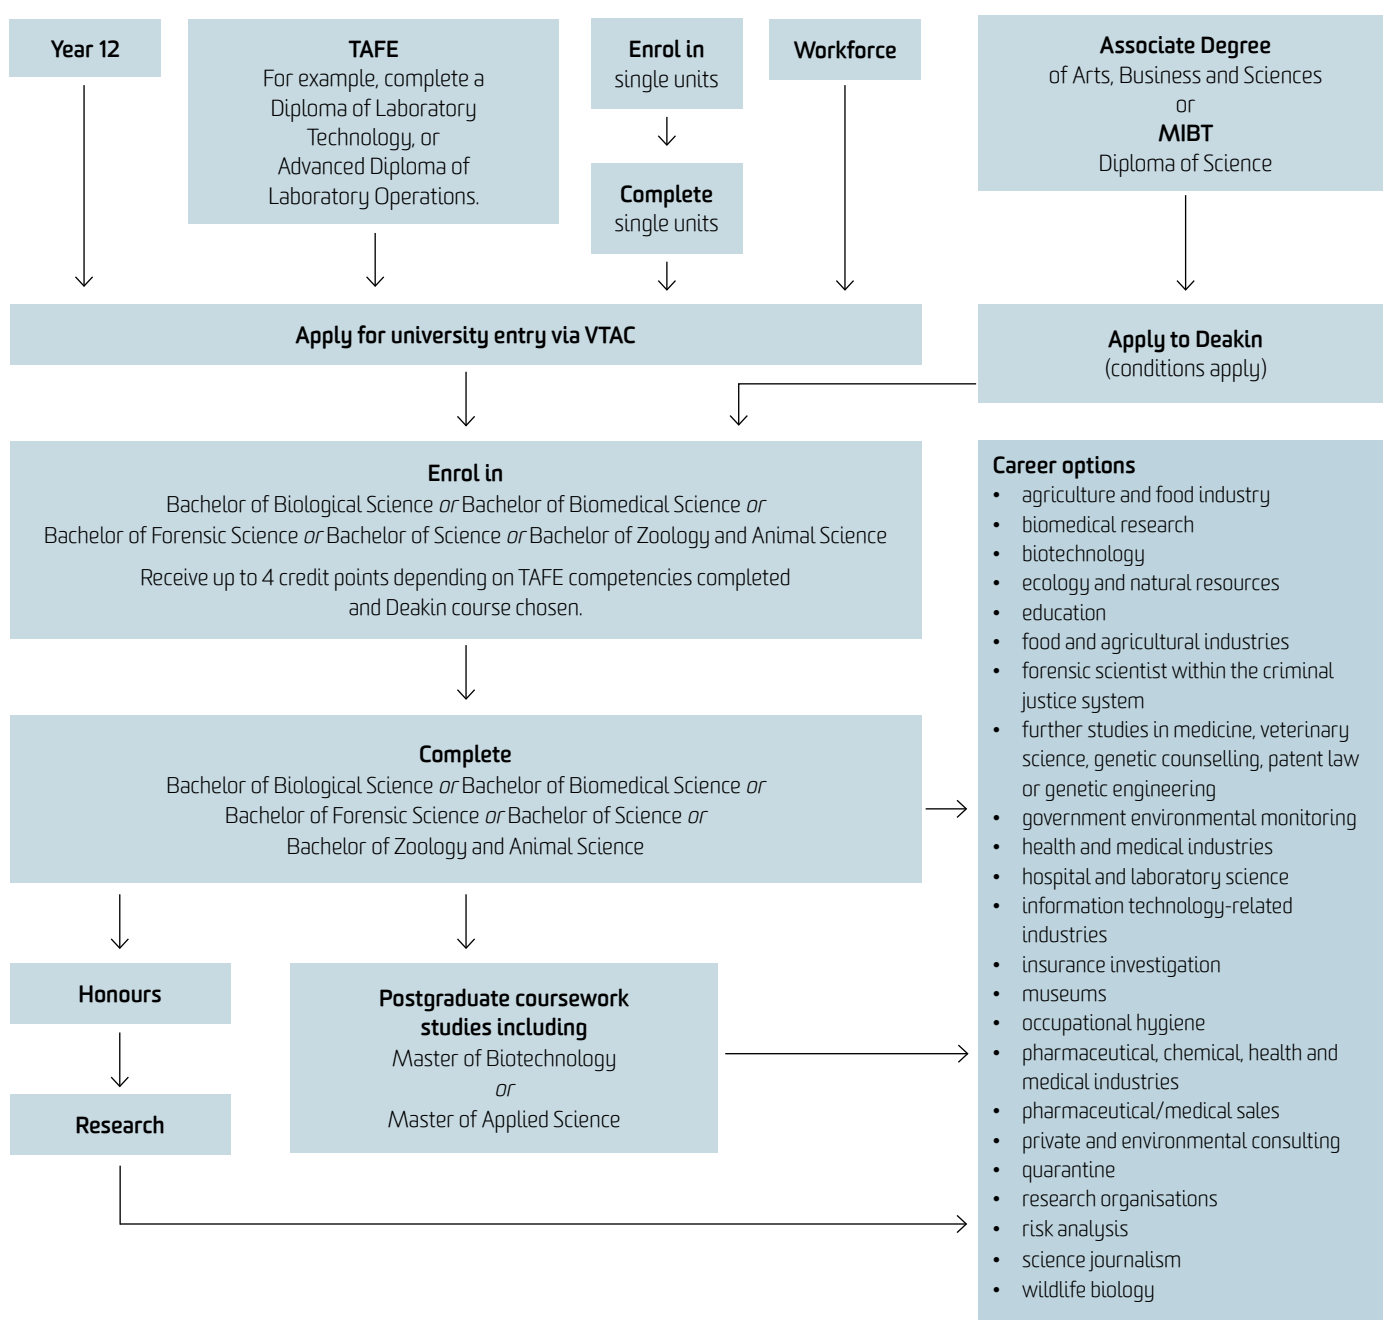 Year 12
TAFE
For example, complete a
Diploma of Laboratory
Technology, or
Advanced Diploma of
Laboratory Operations.
Enrol in
single units
Complete
single units
Workforce
Associate Degree
of Arts, Business and Sciences
or
MIBT
Diploma of Science
Apply for university entry via VTAC
Apply to Deakin
(conditions apply)
Enrol in
Bachelor of Biological Science or Bachelor of Biomedical Science or
Bachelor of Forensic Science or Bachelor of Science or Bachelor of Zoology and Animal Science
Receive up to 4 credit points depending on TAFE competencies completed
and Deakin course chosen.
Complete
Bachelor of Biological Science or Bachelor of Biomedical Science or
Bachelor of Forensic Science or Bachelor of Science or
Bachelor of Zoology and Animal Science
Honours
Research
Postgraduate coursework
studies including
Master of Biotechnology
or
Master of Applied Science
Career options
• agriculture and food industry
• biomedical research
• biotechnology
• ecology and natural resources
• education
• food and agricultural industries
• forensic scientist within the criminal
justice system
• further studies in medicine, veterinary
science, genetic counselling, patent law
or genetic engineering
• government environmental monitoring
• health and medical industries
• hospital and laboratory science
• information technology-related
industries
• insurance investigation
• museums
• occupational hygiene
• pharmaceutical, chemical, health and
medical industries
• pharmaceutical/medical sales
• private and environmental consulting
• quarantine
• research organisations
• risk analysis
• science journalism
• wildlife biology